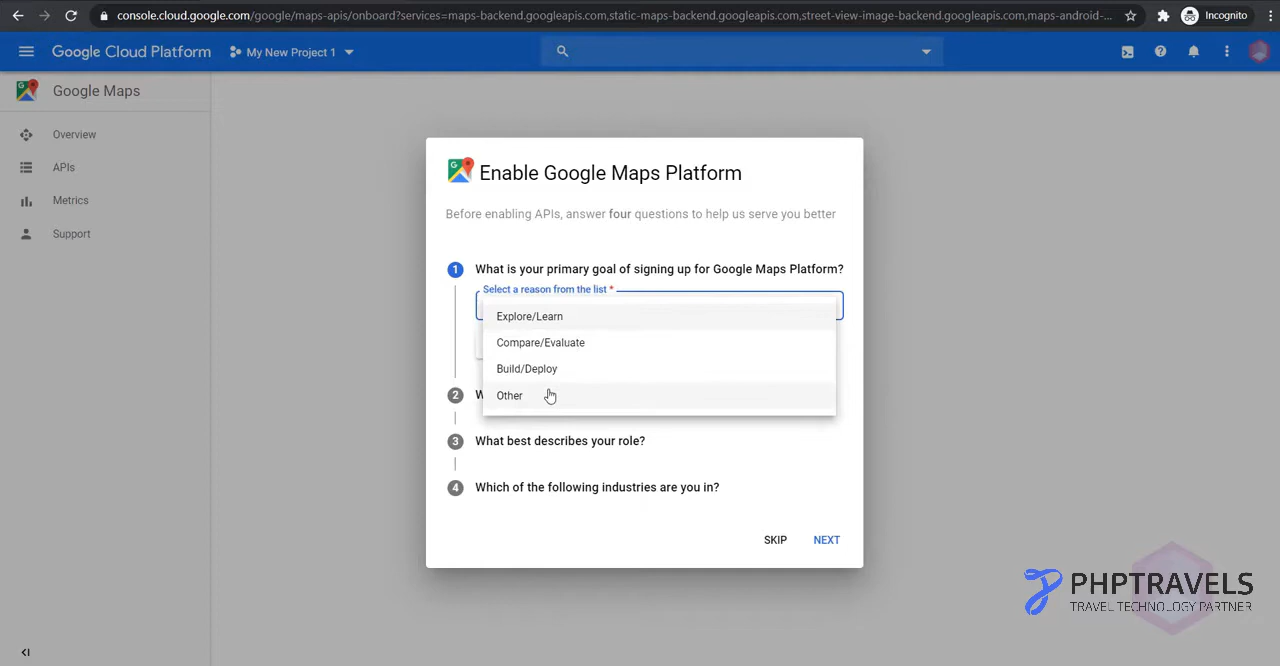 console.cloud.google.com/google/maps-apis/onboard?services=maps-backend.googleapis.com,static-maps-backend.googleapis.com,street-view-image-backend.googleapis.com,maps-android-...
Incognito
Google Cloud Platform
My New Project 1
Google Maps
Overview
APIs
Metrics
Support
Enable Google Maps Platform
Before enabling APIs, answer four questions to help us serve you better
1 What is your primary goal of signing up for Google Maps Platform?
Select a reason from the list *
Explore/Learn
Compare/Evaluate
Build/Deploy
Other
2 W
3 What best describes your role?
4 Which of the following industries are you in?
SKIP NEXT
PHPTRAVELS
TRAVEL TECHNOLOGY PARTNER